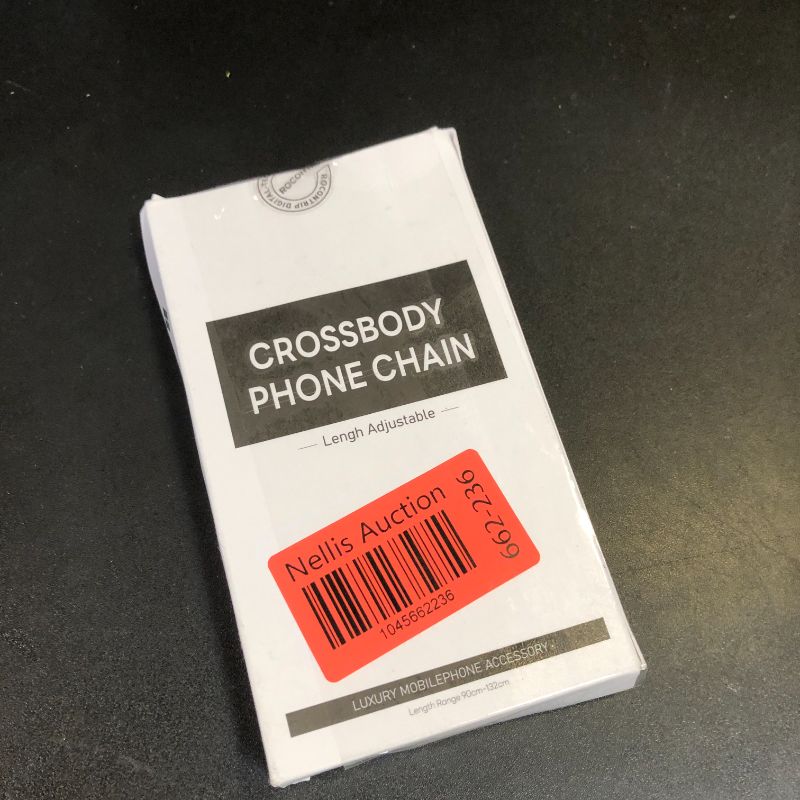 ROCONTRIP DIGITAL
ROCON
CROSSBODY
PHONE CHAIN
Lengh Adjustable
Nellis Auction
662-236
1045662236
LUXURY MOBILEPHONE ACCESSORY
Length Range 90cm-132cm